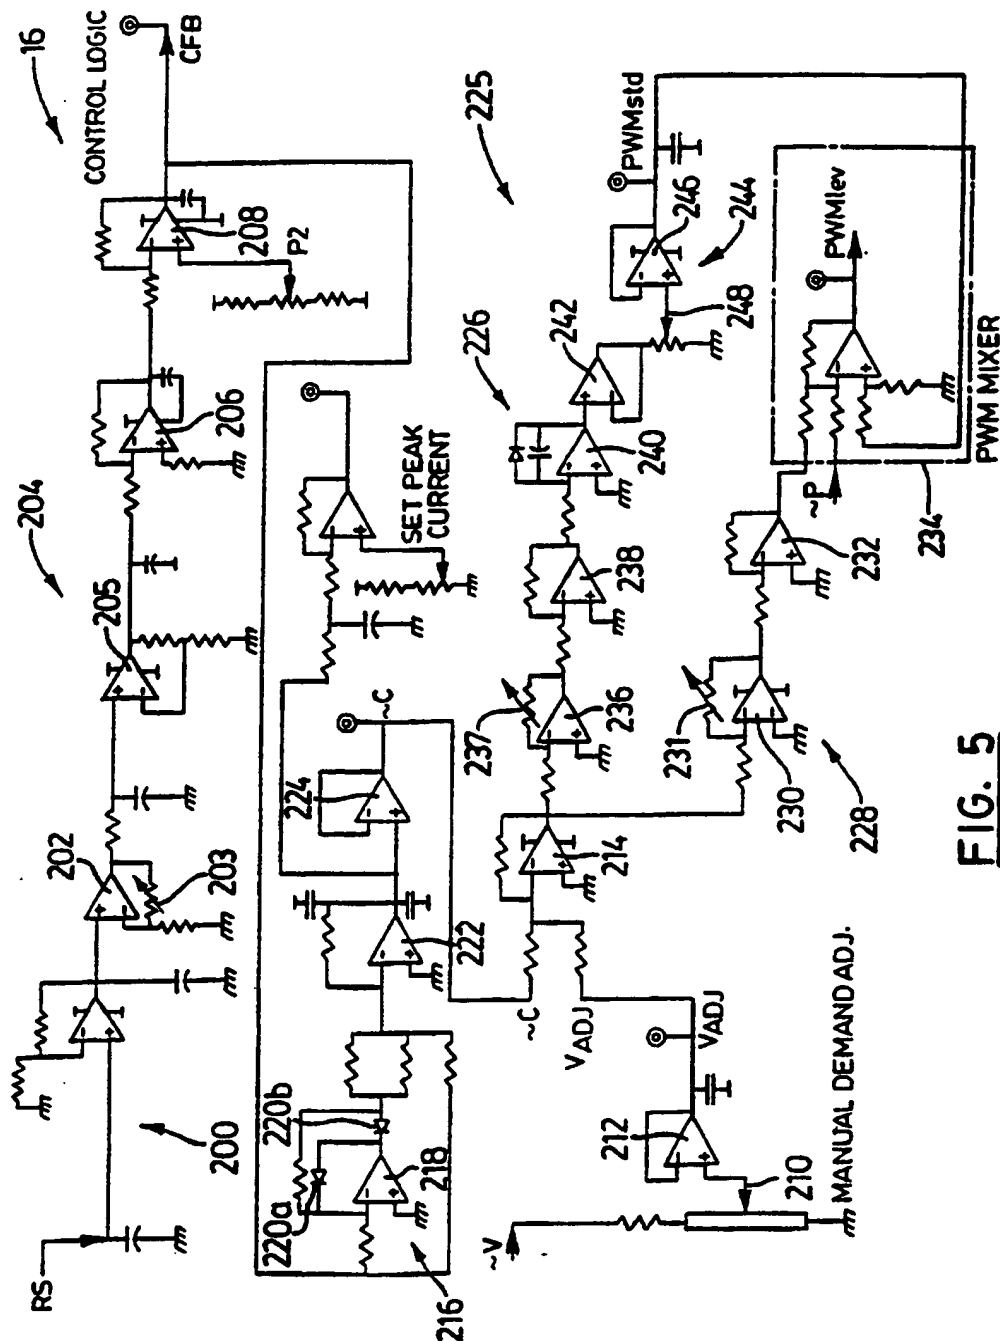 RS
200
202
203
204
205
206
208
P2
CONTROL LOGIC
CFB
16
216
218
220a
220b
222
224
~C
SET PEAK
CURRENT
225
~V
210
MANUAL DEMAND ADJ.
212
VADJ
VADJ
~C
214
236
237
238
226
240
242
248
244
246
PWMstd
228
230
231
232
234
~P
PWMlev
PWM MIXER
FIG. 5